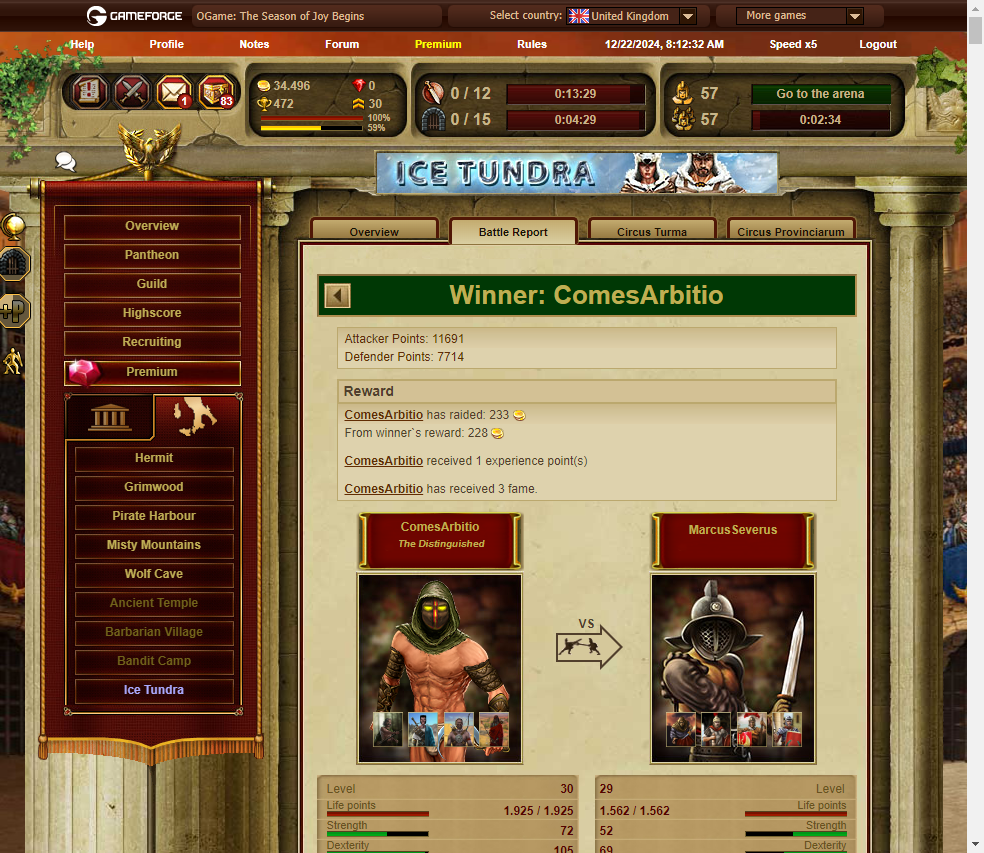 GAMEFORGE
OGame: The Season of Joy Begins
Select country:
United Kingdom
More games
Help
Profile
Notes
Forum
Premium
Rules
12/22/2024, 8:12:32 AM
Speed x5
Logout
1
83
34.496
0
472
30
100%
59%
0 / 12
0:13:29
0 / 15
0:04:29
57
Go to the arena
57
0:02:34
ICE TUNDRA
Overview
Pantheon
Guild
Highscore
Recruiting
Premium
Hermit
Grimwood
Pirate Harbour
Misty Mountains
Wolf Cave
Ancient Temple
Barbarian Village
Bandit Camp
Ice Tundra
+P
Overview
Battle Report
Circus Turma
Circus Provinciarum
Winner: ComesArbitio
Attacker Points: 11691
Defender Points: 7714
Reward
ComesArbitio has raided: 233
From winner`s reward: 228
ComesArbitio received 1 experience point(s)
ComesArbitio has received 3 fame.
ComesArbitio
The Distinguished
MarcusSeverus
VS
Level 30
Life points 1.925 / 1.925
Strength 72
Dexterity 105
29 Level
1.562 / 1.562 Life points
52 Strength
69 Dexterity